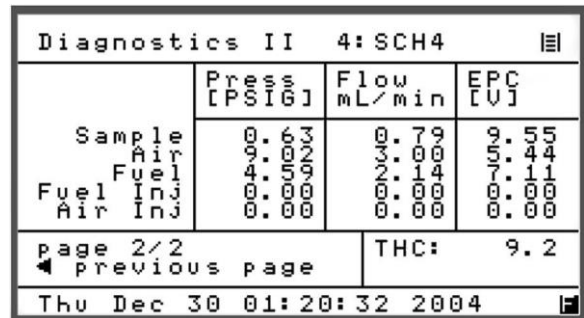 Diagnostics II 4:SCH4
Press Flow EPC
[PSIG] mL/min [V]
Sample 0.63 0.79 9.55
Air 9.02 3.00 5.44
Fuel 4.59 2.14 7.11
Fuel Inj 0.00 0.00 0.00
Air Inj 0.00 0.00 0.00
page 2/2 THC: 9.2
◄ previous page
Thu Dec 30 01:20:32 2004 F